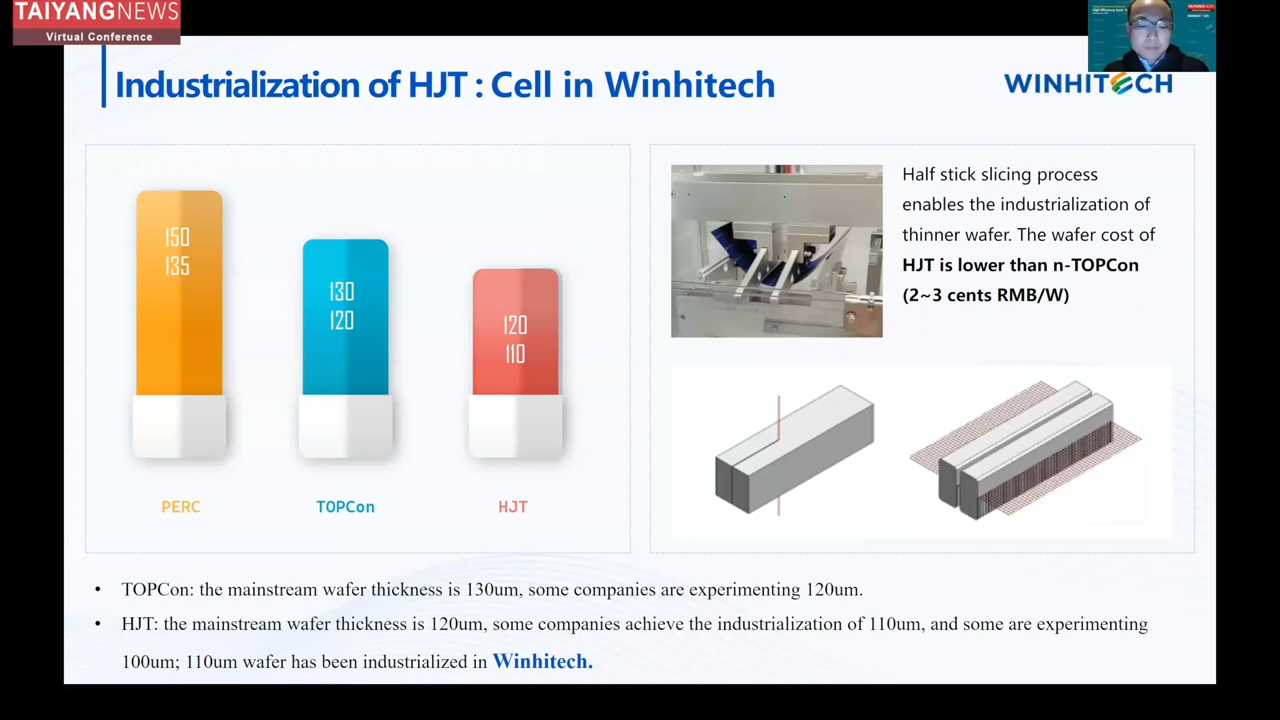 TAIYANGNEWS
Virtual Conference
Industrialization of HJT : Cell in Winhitech
WINHITECH
150
135
130
120
120
110
PERC
TOPCon
HJT
Half stick slicing process
enables the industrialization of
thinner wafer. The wafer cost of
HJT is lower than n-TOPCon
(2~3 cents RMB/W)
• TOPCon: the mainstream wafer thickness is 130um, some companies are experimenting 120um.
• HJT: the mainstream wafer thickness is 120um, some companies achieve the industrialization of 110um, and some are experimenting
100um; 110um wafer has been industrialized in Winhitech.